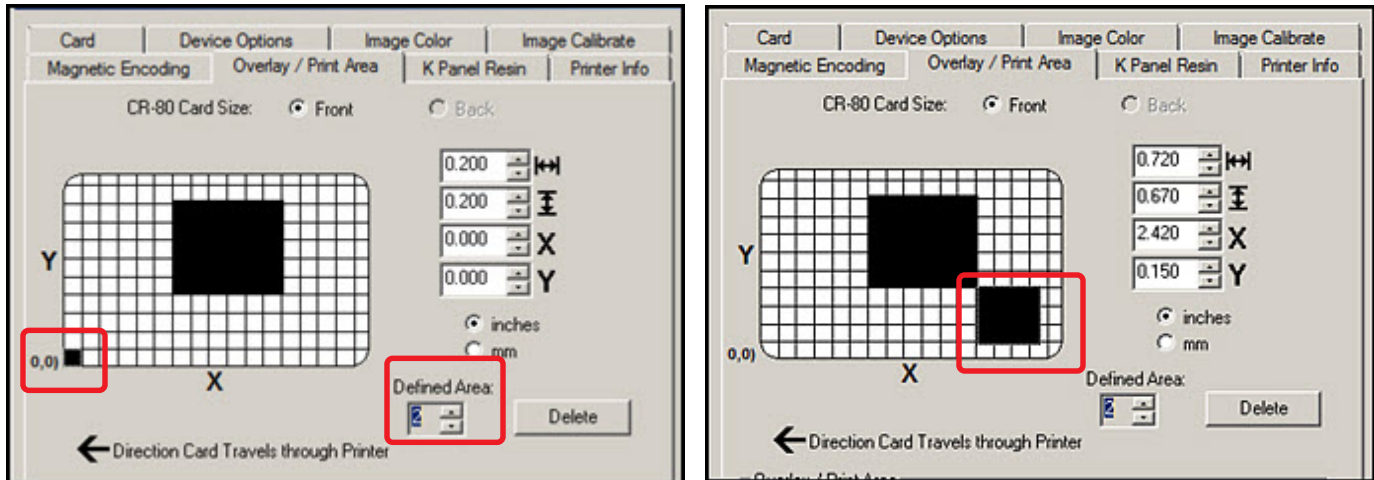 Card Device Options Image Color Image Calibrate
Magnetic Encoding Overlay / Print Area K Panel Resin Printer Info
CR-80 Card Size: Front Back
0.200
0.200
0.000 X
0.000 Y
Y
inches
mm
0,0)
X
Defined Area:
2 Delete
Direction Card Travels through Printer
Card Device Options Image Color Image Calibrate
Magnetic Encoding Overlay / Print Area K Panel Resin Printer Info
CR-80 Card Size: Front Back
0.720
0.670
2.420 X
0.150 Y
Y
inches
mm
0,0)
X
Defined Area:
2 Delete
Direction Card Travels through Printer
Overlay / Print Area